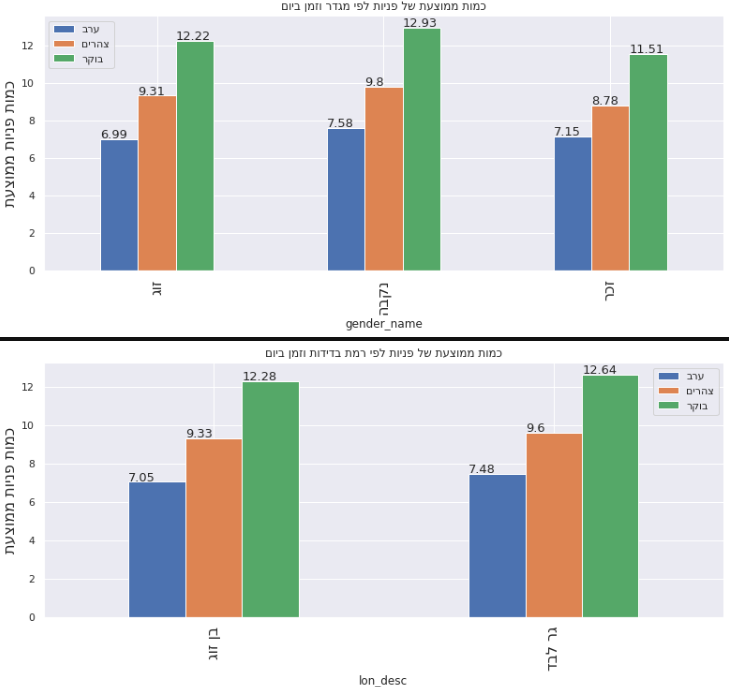 כמות ממוצעת של פניות לפי מגדר וזמן ביום
ערב
צהרים
בוקר
כמות פניות ממוצעת
12
10
8
6
4
2
0
6.99
9.31
12.22
7.58
9.8
12.93
7.15
8.78
11.51
זוג
נקבה
זכר
gender_name
כמות ממוצעת של פניות לפי רמת בדידות וזמן ביום
ערב
צהרים
בוקר
כמות פניות ממוצעת
12
10
8
6
4
2
0
7.05
9.33
12.28
7.48
9.6
12.64
בן זוג
גר לבד
lon_desc